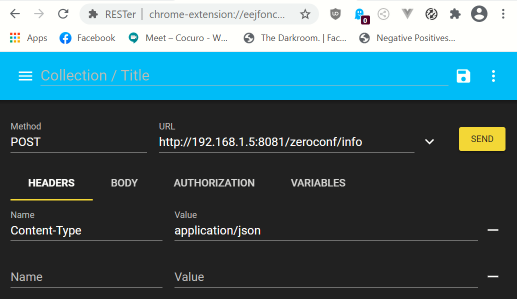 RESTer | chrome-extension://eejfonc...
0
Apps Facebook Meet – Cocuro - W... The Darkroom. | Fac... Negative Positives...
Collection / Title
Method URL
POST http://192.168.1.5:8081/zeroconf/info SEND
HEADERS BODY AUTHORIZATION VARIABLES
Name Value
Content-Type application/json
Name Value